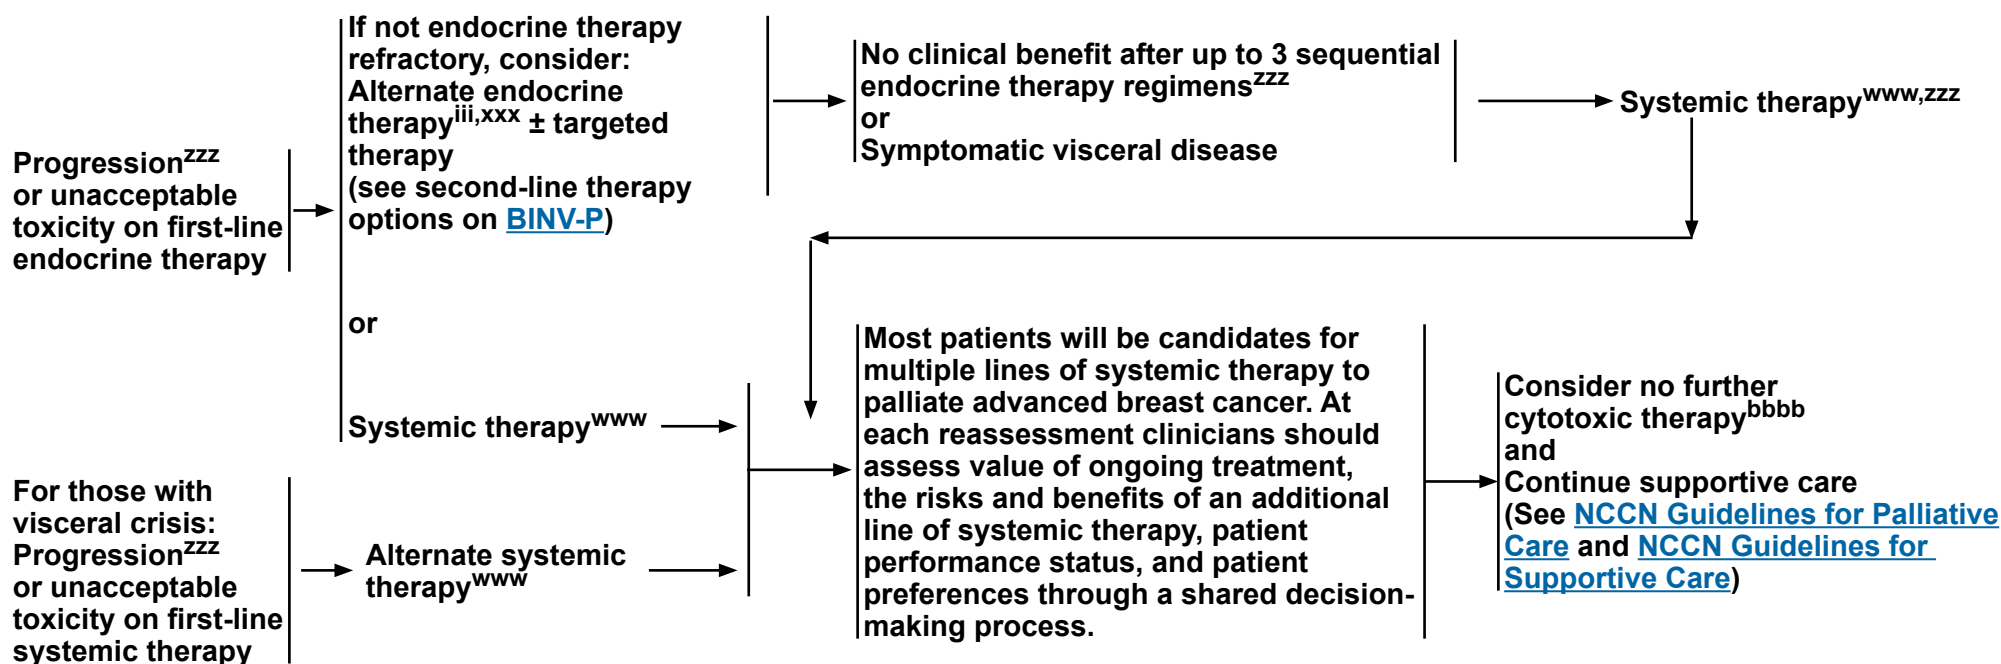 Progressionzzz
or unacceptable
toxicity on first-line
endocrine therapy
If not endocrine therapy
refractory, consider:
Alternate endocrine
therapyiii,xxx ± targeted
therapy
(see second-line therapy
options on BINV-P)
or
Systemic therapywww
No clinical benefit after up to 3 sequential
endocrine therapy regimenszzz
or
Symptomatic visceral disease
Systemic therapywww,zzz
For those with
visceral crisis:
Progressionzzz
or unacceptable
toxicity on first-line
systemic therapy
Alternate systemic
therapywww
Most patients will be candidates for
multiple lines of systemic therapy to
palliate advanced breast cancer. At
each reassessment clinicians should
assess value of ongoing treatment,
the risks and benefits of an additional
line of systemic therapy, patient
performance status, and patient
preferences through a shared decision-
making process.
Consider no further
cytotoxic therapybbbb
and
Continue supportive care
(See NCCN Guidelines for Palliative
Care and NCCN Guidelines for
Supportive Care)